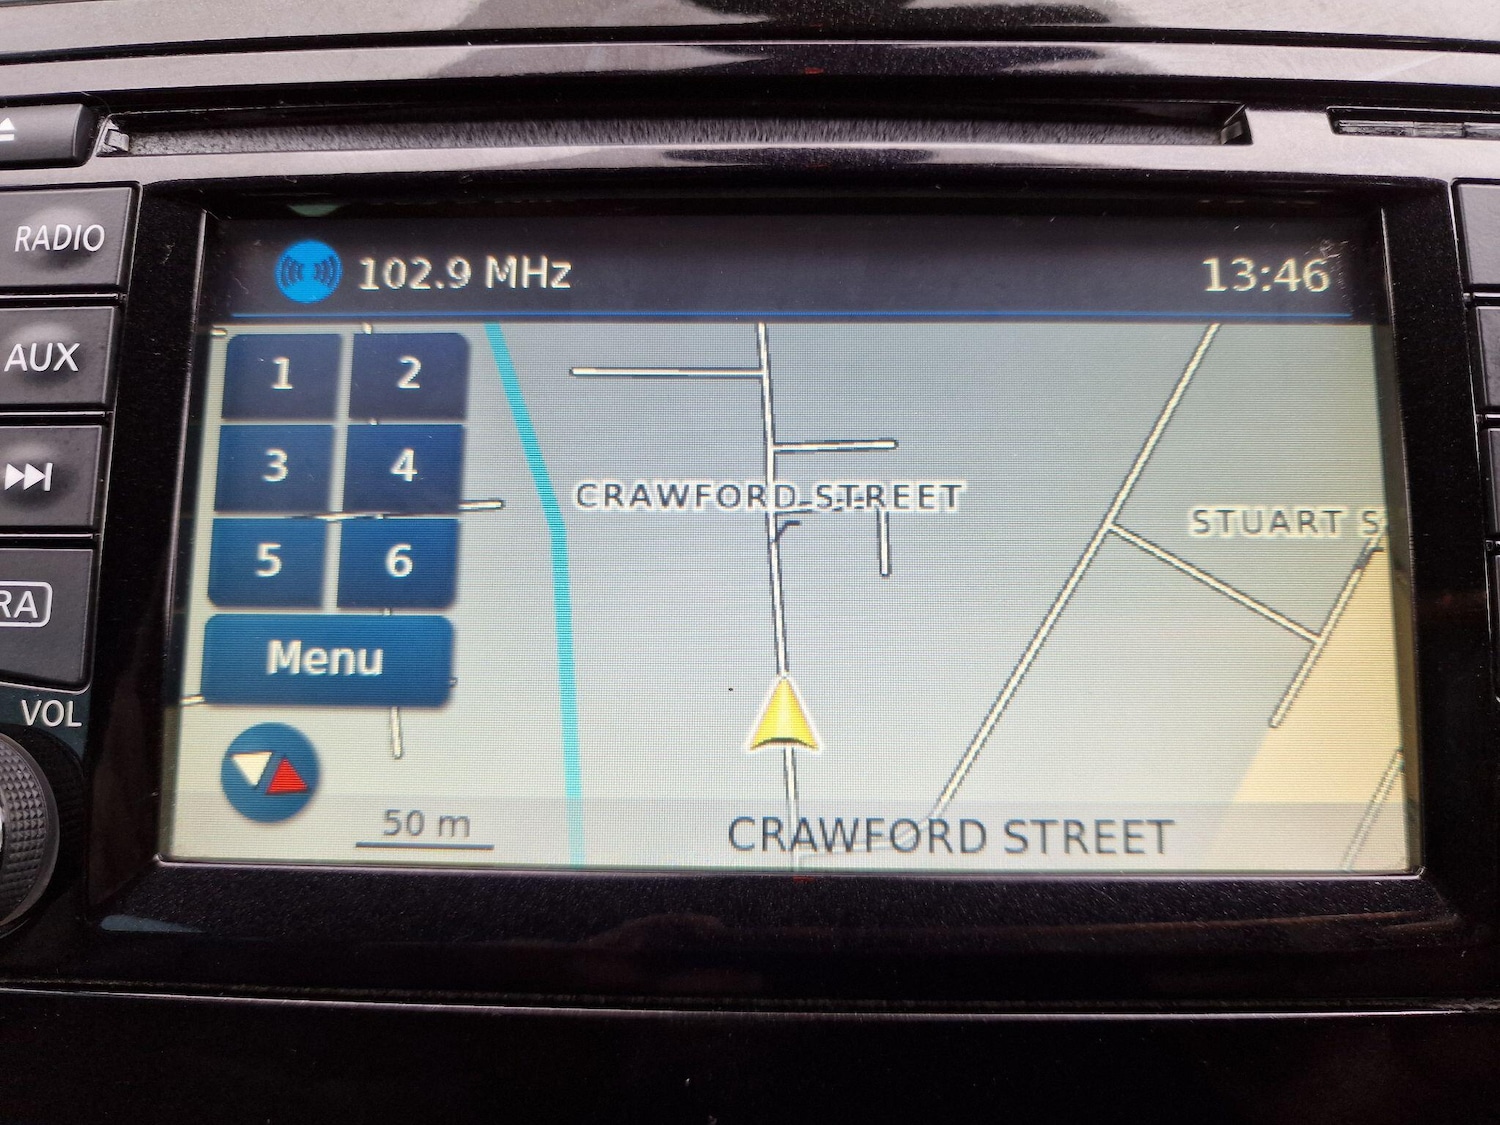 RADIO
AUX
RA
VOL
102.9 MHz
13:46
1 2
3 4
5 6
Menu
CRAWFORD STREET
STUART S
50 m
CRAWFORD STREET